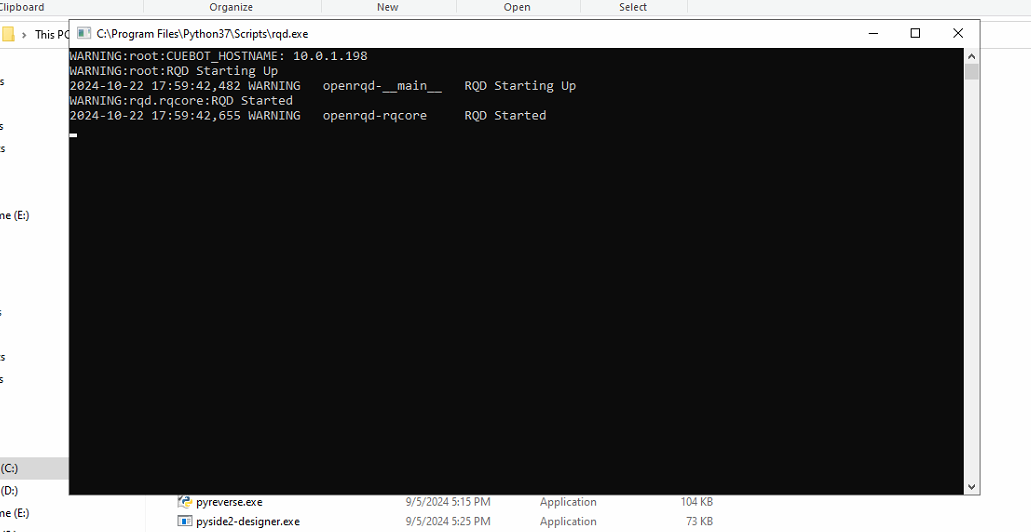 Clipboard Organize New Open Select
This PC
C:\Program Files\Python37\Scripts\rqd.exe
WARNING:root:CUEBOT_HOSTNAME: 10.0.1.198
WARNING:root:RQD Starting Up
2024-10-22 17:59:42,482 WARNING openrqd-__main__ RQD Starting Up
WARNING:rqd.rqcore:RQD Started
2024-10-22 17:59:42,655 WARNING openrqd-rqcore RQD Started
s
s
ts
me (E:)
s
ts
s
(C:)
(D:)
pyreverse.exe 9/5/2024 5:15 PM Application 104 KB
me (E:)
pyside2-designer.exe 9/5/2024 5:25 PM Application 73 KB